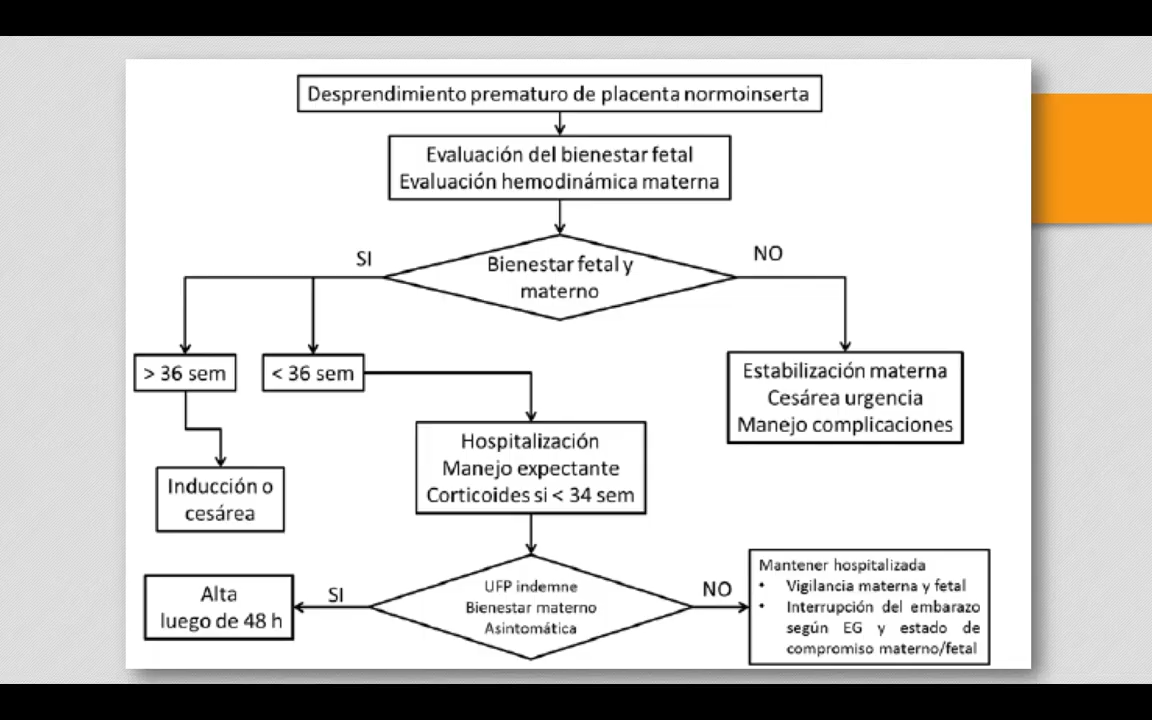 Desprendimiento prematuro de placenta normoinserta
Evaluación del bienestar fetal
Evaluación hemodinámica materna
SI
Bienestar fetal y
materno
NO
> 36 sem
< 36 sem
Estabilización materna
Cesárea urgencia
Manejo complicaciones
Hospitalización
Manejo expectante
Corticoides si < 34 sem
Inducción o
cesárea
Alta
luego de 48 h
SI
UFP indemne
Bienestar materno
Asintomática
NO
Mantener hospitalizada
• Vigilancia materna y fetal
• Interrupción del embarazo
según EG y estado de
compromiso materno/fetal